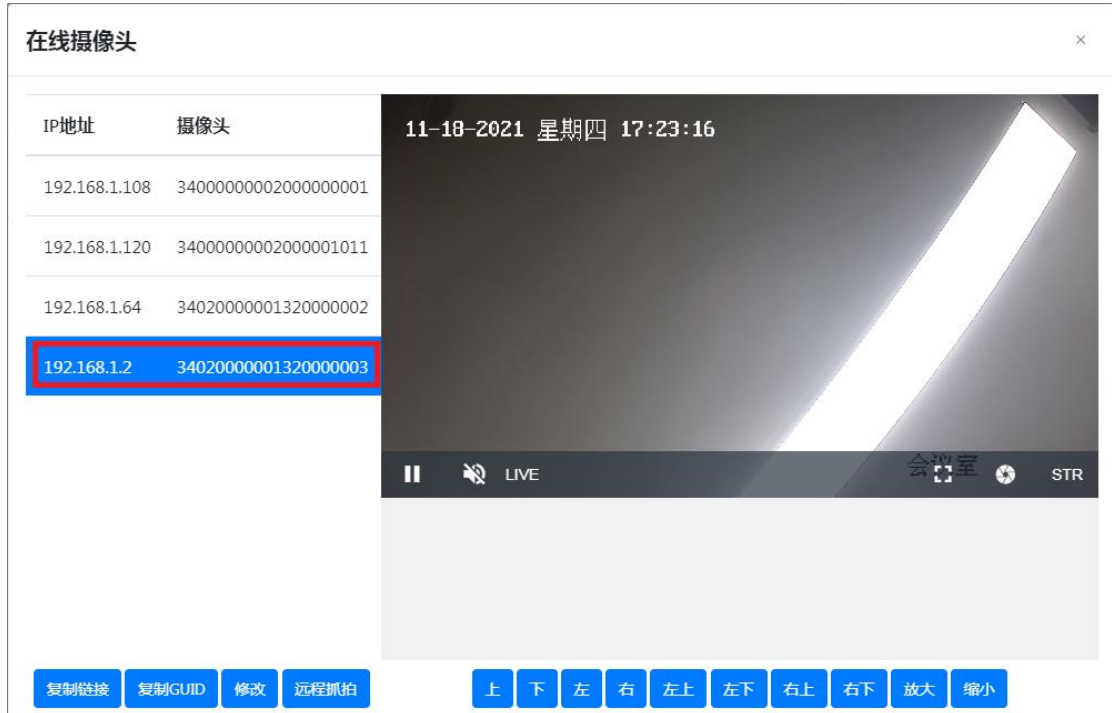 在线摄像头
×
IP地址 摄像头
192.168.1.108 34000000002000000001
192.168.1.120 34000000002000001011
192.168.1.64 34020000001320000002
192.168.1.2 34020000001320000003
11-18-2021 星期四 17:23:16
会议室
LIVE STR
复制链接 复制GUID 修改 远程抓拍 上 下 左 右 左上 左下 右上 右下 放大 缩小